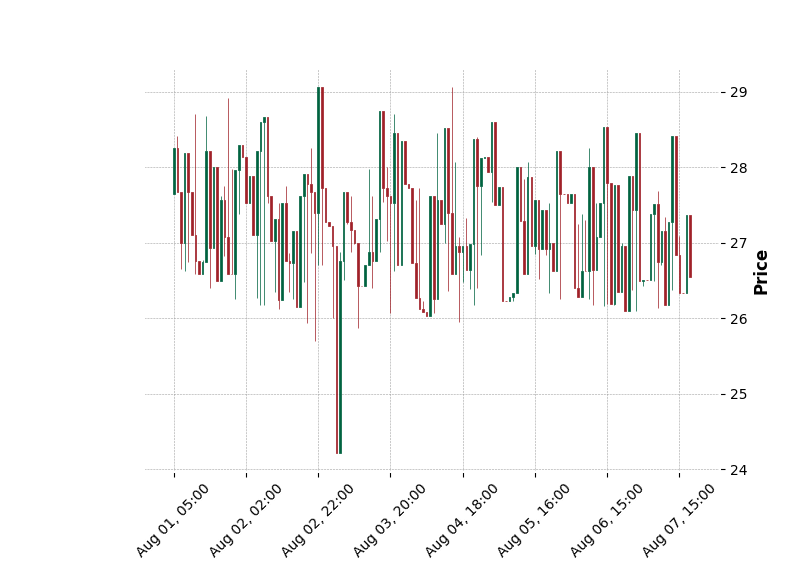 29
28
27
26
25
24
Price
Aug 01, 05:00
Aug 02, 02:00
Aug 02, 22:00
Aug 03, 20:00
Aug 04, 18:00
Aug 05, 16:00
Aug 06, 15:00
Aug 07, 15:00